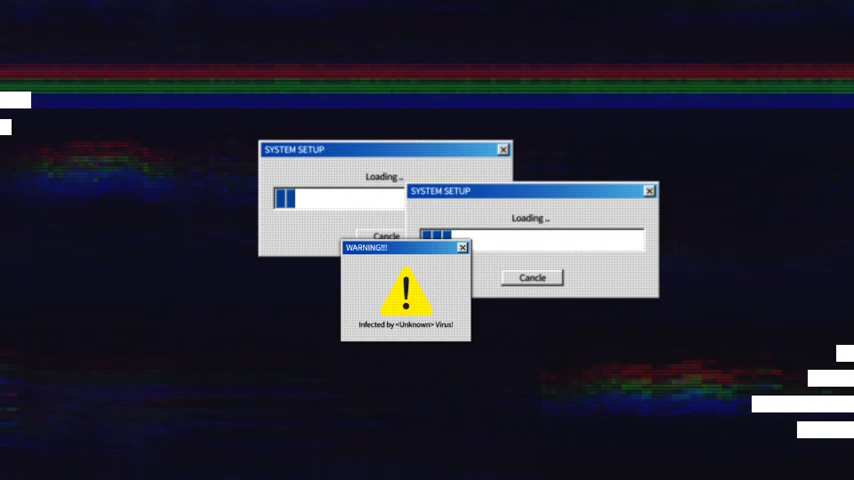 SYSTEM SETUP
Loading ..
Cancle
SYSTEM SETUP
Loading ..
Cancle
WARNING!!!
Infected by <Unknown> Virus!